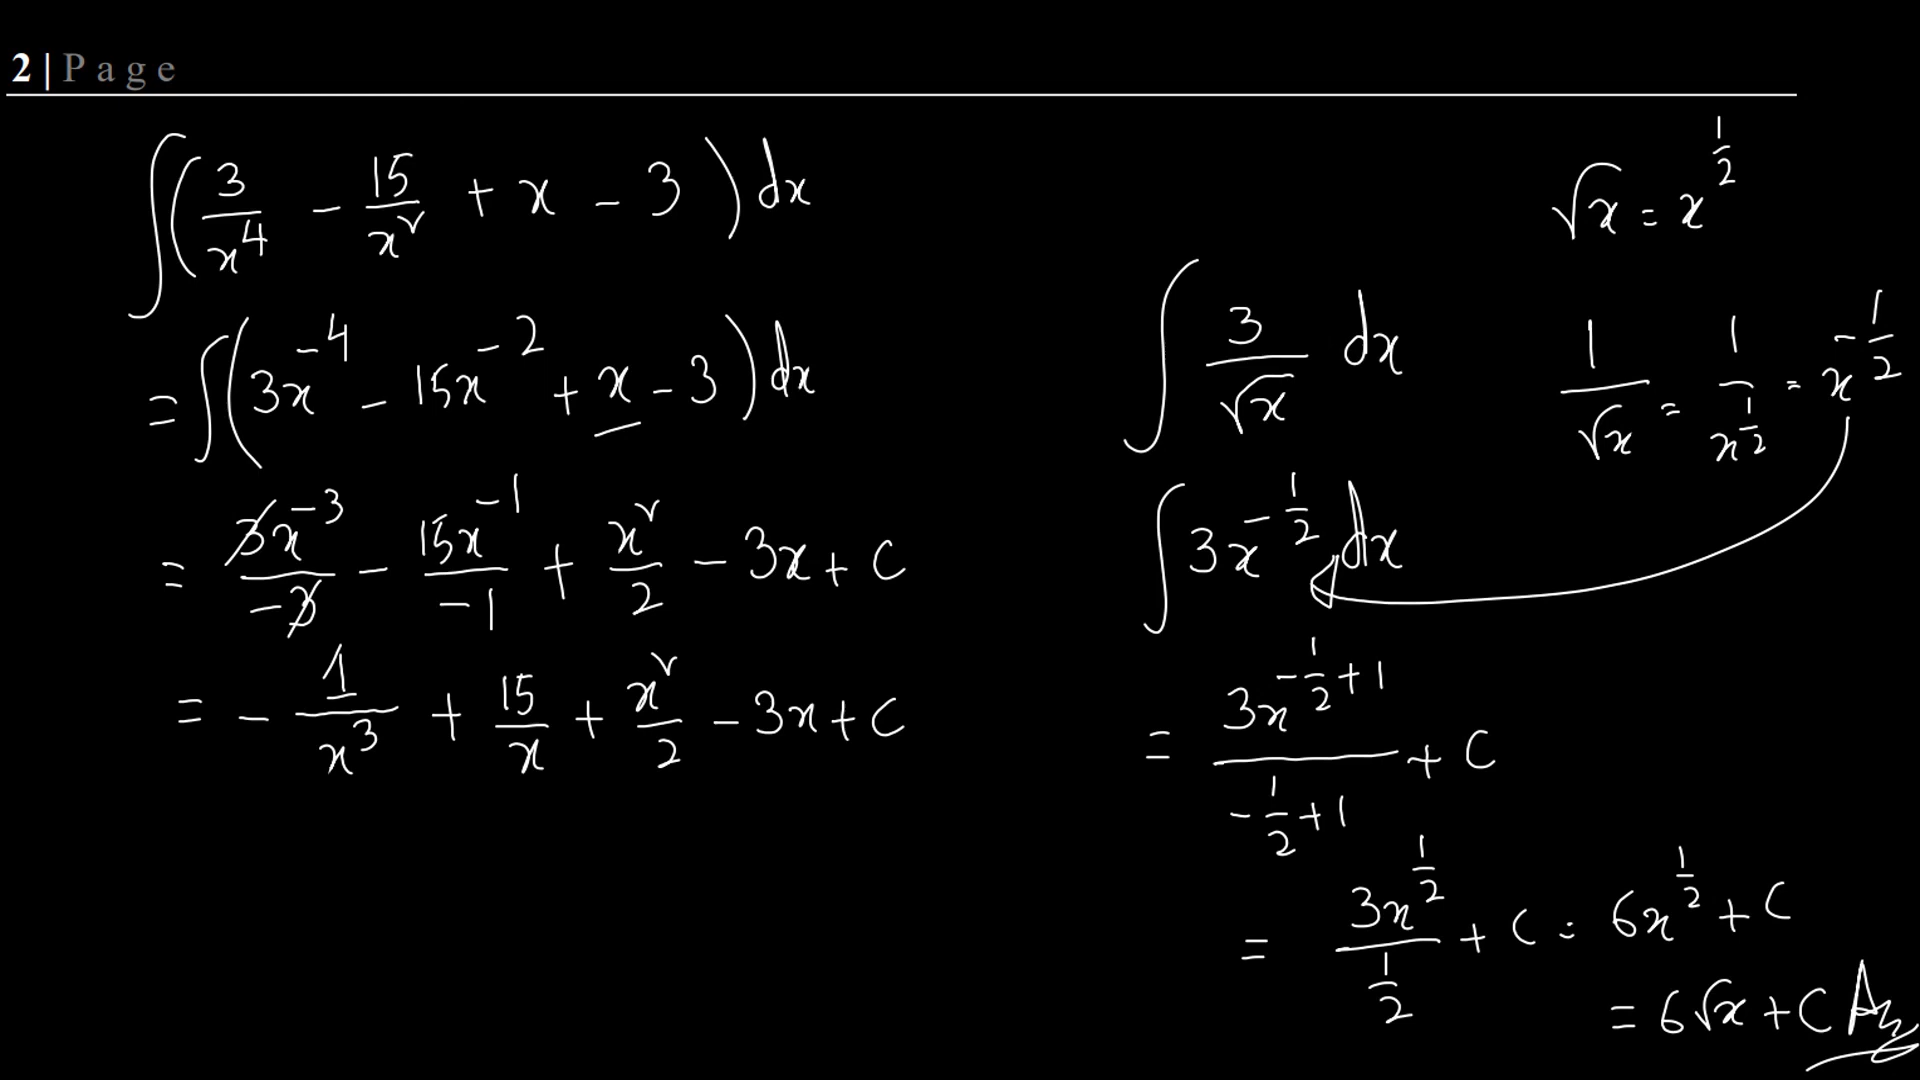 2 | P a g e
∫(3/x⁴ - 15/x² + x - 3) dx
= ∫(3x⁻⁴ - 15x⁻² + x - 3) dx
= 3x⁻³/-3 - 15x⁻¹/-1 + x²/2 - 3x + C
= - 1/x³ + 15/x + x²/2 - 3x + C
√x = x^(1/2)
∫ 3/√x dx
1/√x = 1/x^(1/2) = x^(-1/2)
∫ 3x^(-1/2) dx
= 3x^(-1/2+1)/(-1/2+1) + C
= 3x^(1/2)/(1/2) + C = 6x^(1/2) + C
= 6√x + C An